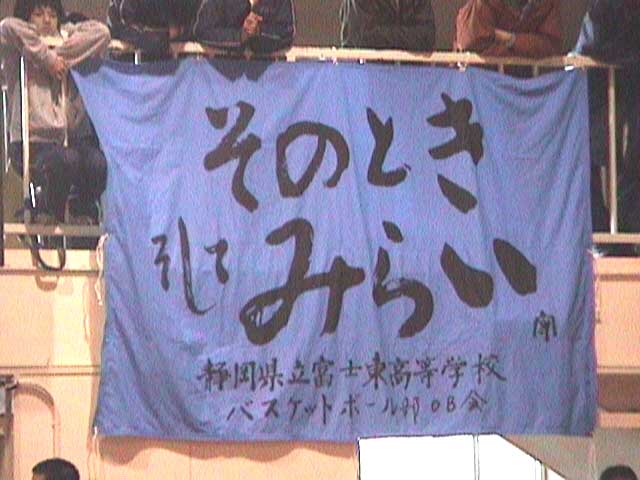 そのとき
そして みらい
静岡県立富士東高等学校
バスケットボール部OB会